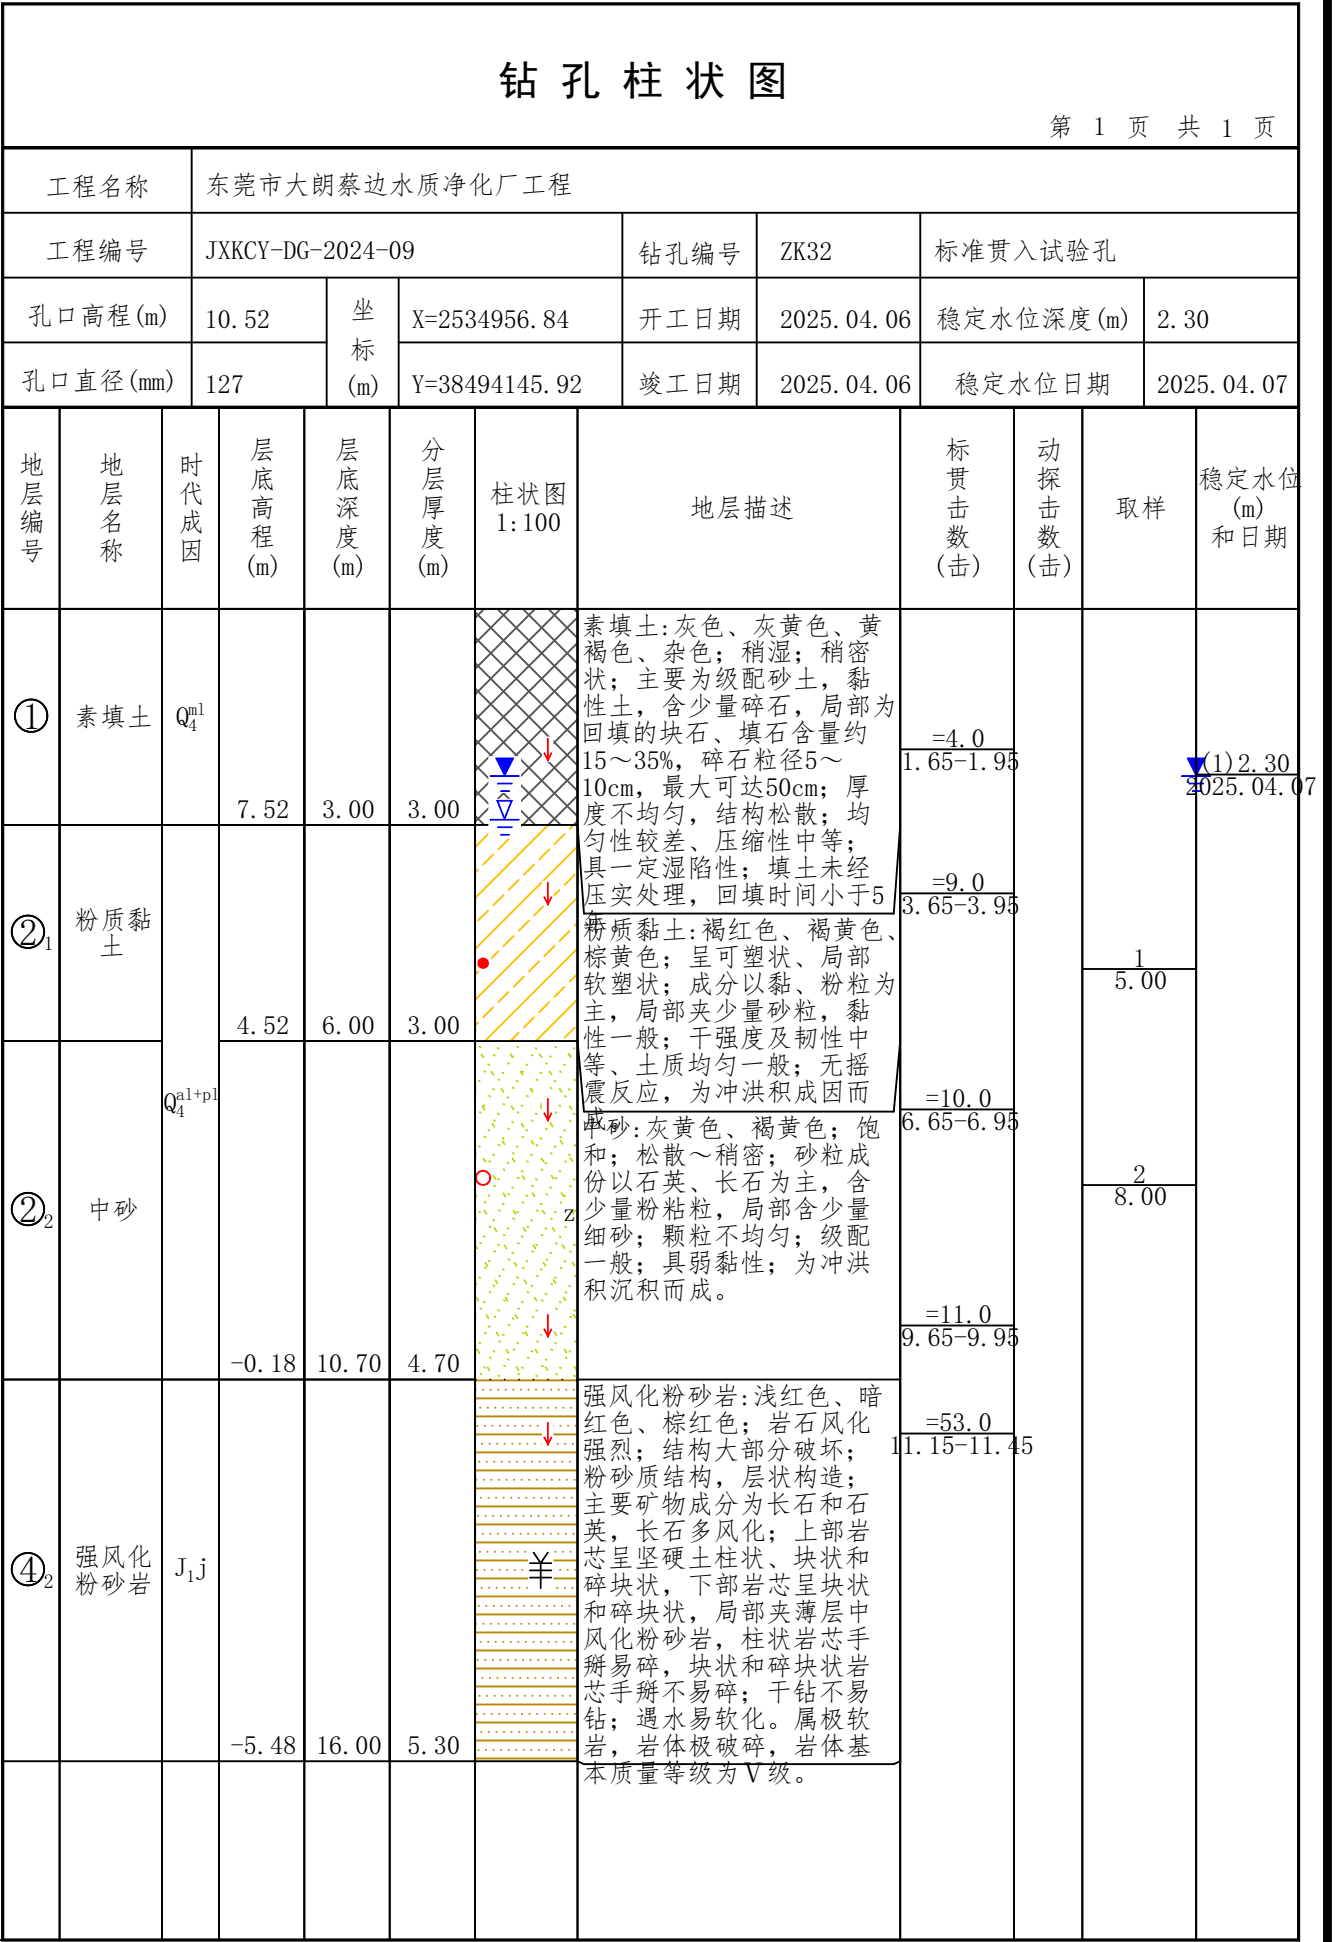 钻孔柱状图
第 1 页 共 1 页
工程名称 东莞市大朗蔡边水质净化厂工程
工程编号 JXKCY-DG-2024-09 钻孔编号 ZK32 标准贯入试验孔
孔口高程(m) 10.52 坐标(m) X=2534956.84 开工日期 2025.04.06 稳定水位深度(m) 2.30
孔口直径(mm) 127 Y=38494145.92 竣工日期 2025.04.06 稳定水位日期 2025.04.07
地层编号 地层名称 时代成因 层底高程(m) 层底深度(m) 分层厚度(m) 柱状图 1:100 地层描述 标贯击数(击) 动探击数(击) 取样 稳定水位(m)和日期
① 素填土 Q4ml 7.52 3.00 3.00
素填土:灰色、灰黄色、黄
褐色、杂色；稍湿；稍密
状；主要为级配砂土，黏
性土，含少量碎石，局部为
回填的块石、填石含量约
15～35%，碎石粒径5～
10cm，最大可达50cm；厚
度不均匀，结构松散；均
匀性较差、压缩性中等；
具一定湿陷性；填土未经
压实处理，回填时间小于5
年。
=4.0
1.65-1.95
(1)2.30
2025.04.07
②1 粉质黏土 4.52 6.00 3.00
粉质黏土:褐红色、褐黄色、
棕黄色；呈可塑状、局部
软塑状；成分以黏、粉粒为
主，局部夹少量砂粒，黏
性一般；干强度及韧性中
等、土质均匀一般；无摇
震反应，为冲洪积成因而
成。
=9.0
3.65-3.95
1
5.00
Q4al+pl
②2 中砂 -0.18 10.70 4.70
z
中砂:灰黄色、褐黄色；饱
和；松散～稍密；砂粒成
份以石英、长石为主，含
少量粉粘粒，局部含少量
细砂；颗粒不均匀；级配
一般；具弱黏性；为冲洪
积沉积而成。
=10.0
6.65-6.95
2
8.00
=11.0
9.65-9.95
④2 强风化粉砂岩 J1j -5.48 16.00 5.30
强风化粉砂岩:浅红色、暗
红色、棕红色；岩石风化
强烈；结构大部分破坏；
粉砂质结构，层状构造；
主要矿物成分为长石和石
英，长石多风化；上部岩
芯呈坚硬土柱状、块状和
碎块状，下部岩芯呈块状
和碎块状，局部夹薄层中
风化粉砂岩，柱状岩芯手
掰易碎，块状和碎块状岩
芯手掰不易碎；干钻不易
钻；遇水易软化。属极软
岩，岩体极破碎，岩体基
本质量等级为Ⅴ级。
=53.0
11.15-11.45